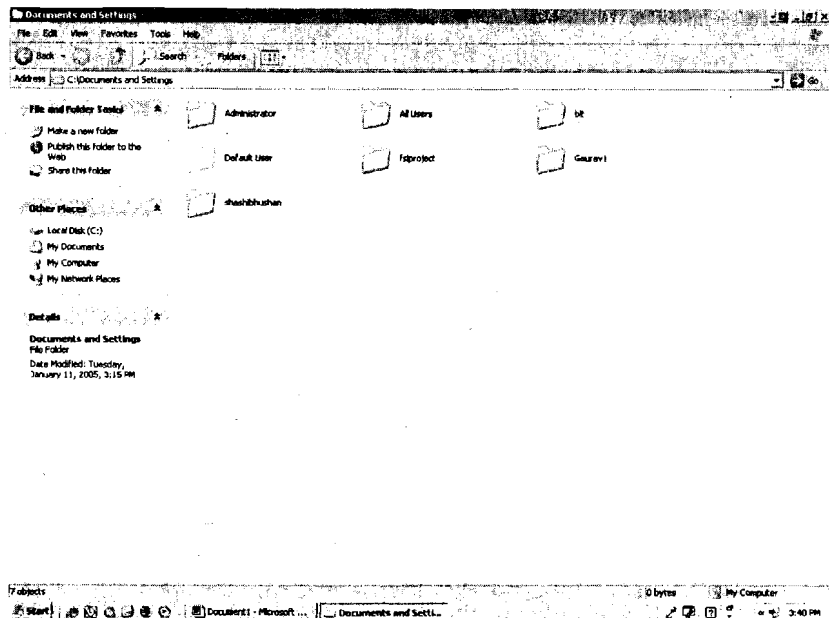 Documents and Settings
File Edit View Favorites Tools Help
Back Search Folders
Address C:\Documents and Settings Go
File and Folder Tasks
Make a new folder
Publish this folder to the
Web
Share this folder
Other Places
Local Disk (C:)
My Documents
My Computer
My Network Places
Details
Documents and Settings
File Folder
Date Modified: Tuesday,
January 11, 2005, 3:15 PM
Administrator All Users bit
Default User fslproject Gaurav1
shashibhushan
7 objects 0 bytes My Computer
Start Document1 - Microsoft ... Documents and Setti... 3:40 PM